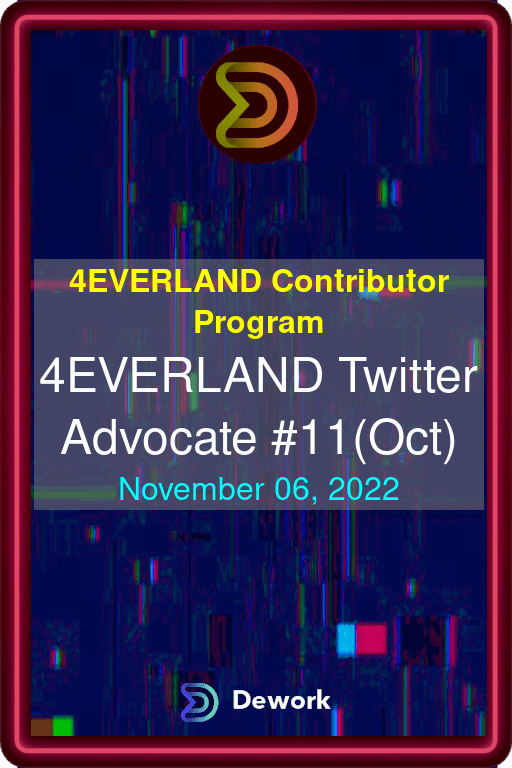 4EVERLAND Contributor
Program
4EVERLAND Twitter
Advocate #11(Oct)
November 06, 2022
Dework